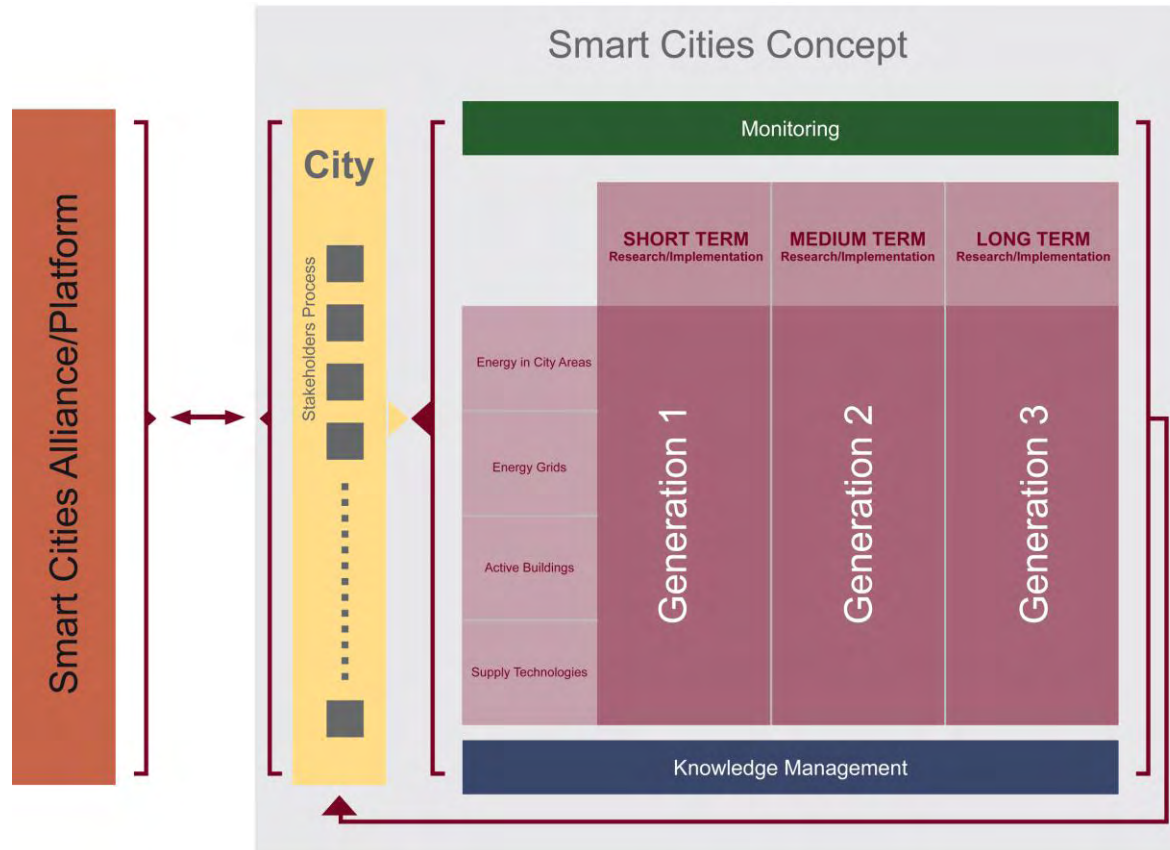 Smart Cities Concept
Smart Cities Alliance/Platform
City
Stakeholders Process
Monitoring
SHORT TERM
Research/Implementation
MEDIUM TERM
Research/Implementation
LONG TERM
Research/Implementation
Energy in City Areas
Energy Grids
Active Buildings
Supply Technologies
Generation 1
Generation 2
Generation 3
Knowledge Management